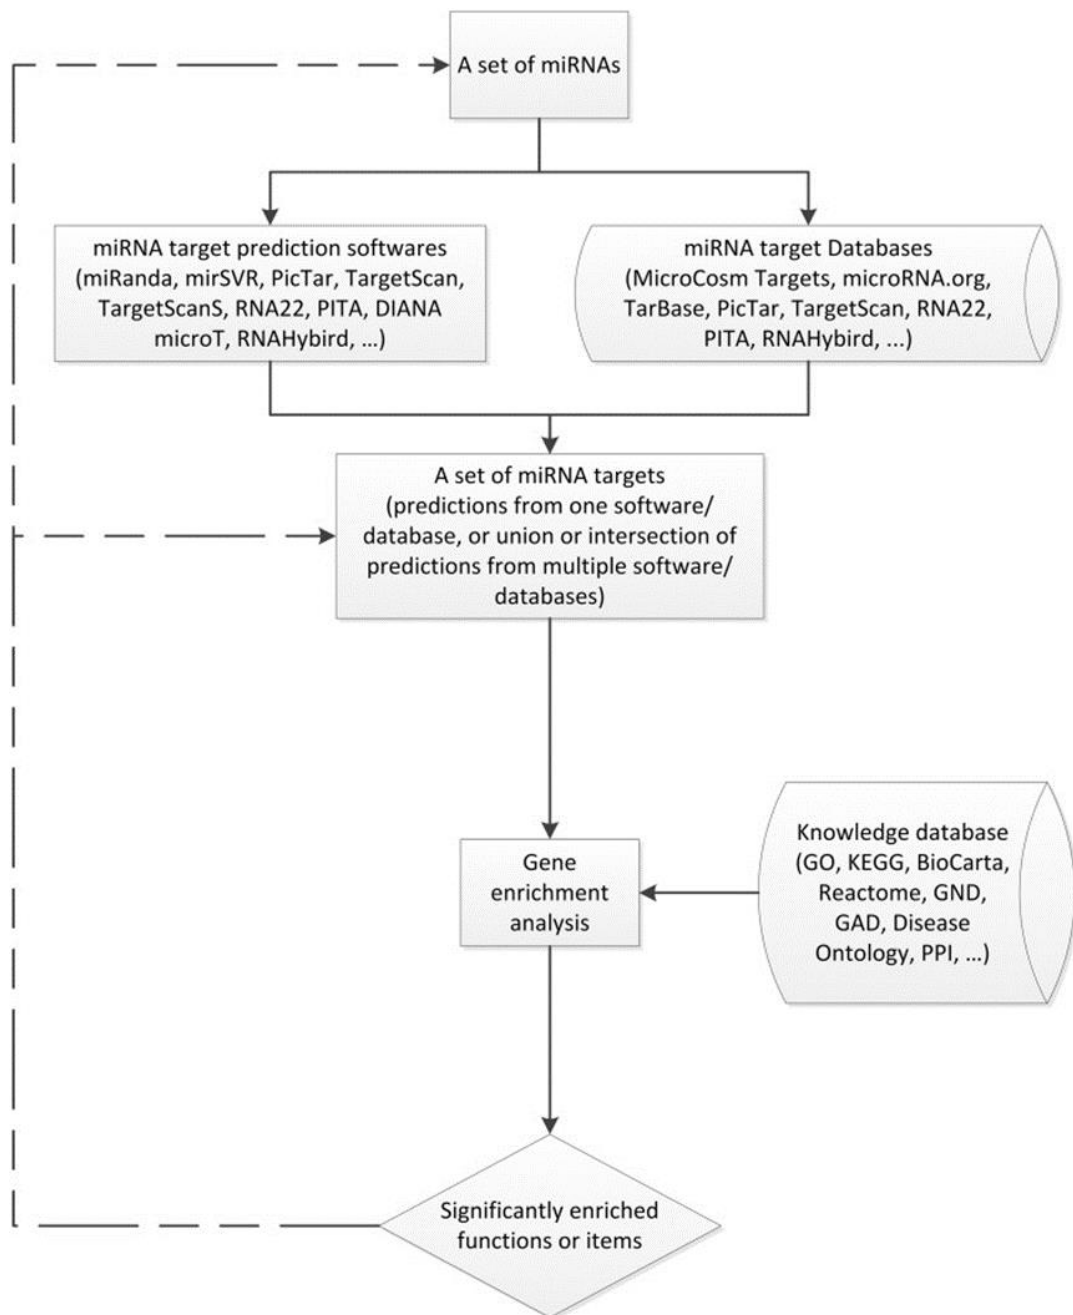 A set of miRNAs
miRNA target prediction softwares
(miRanda, mirSVR, PicTar, TargetScan,
TargetScanS, RNA22, PITA, DIANA
microT, RNAHybird, ...)
miRNA target Databases
(MicroCosm Targets, microRNA.org,
TarBase, PicTar, TargetScan, RNA22,
PITA, RNAHybird, ...)
A set of miRNA targets
(predictions from one software/
database, or union or intersection of
predictions from multiple software/
databases)
Gene
enrichment
analysis
Knowledge database
(GO, KEGG, BioCarta,
Reactome, GND,
GAD, Disease
Ontology, PPI, ...)
Significantly enriched
functions or items